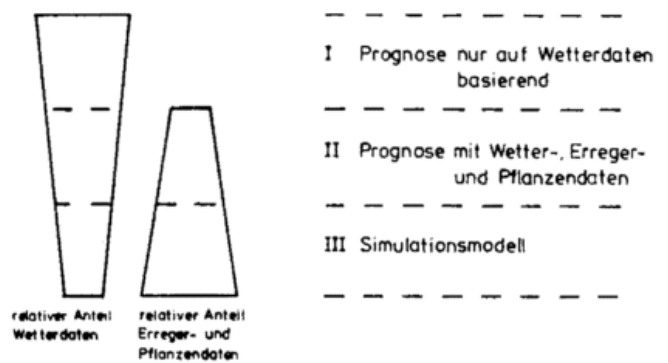 I Prognose nur auf Wetterdaten
basierend
II Prognose mit Wetter-, Erreger-
und Pflanzendaten
III Simulationsmodell
relativer Anteil
Wetterdaten
relativer Anteil
Erreger- und
Pflanzendaten